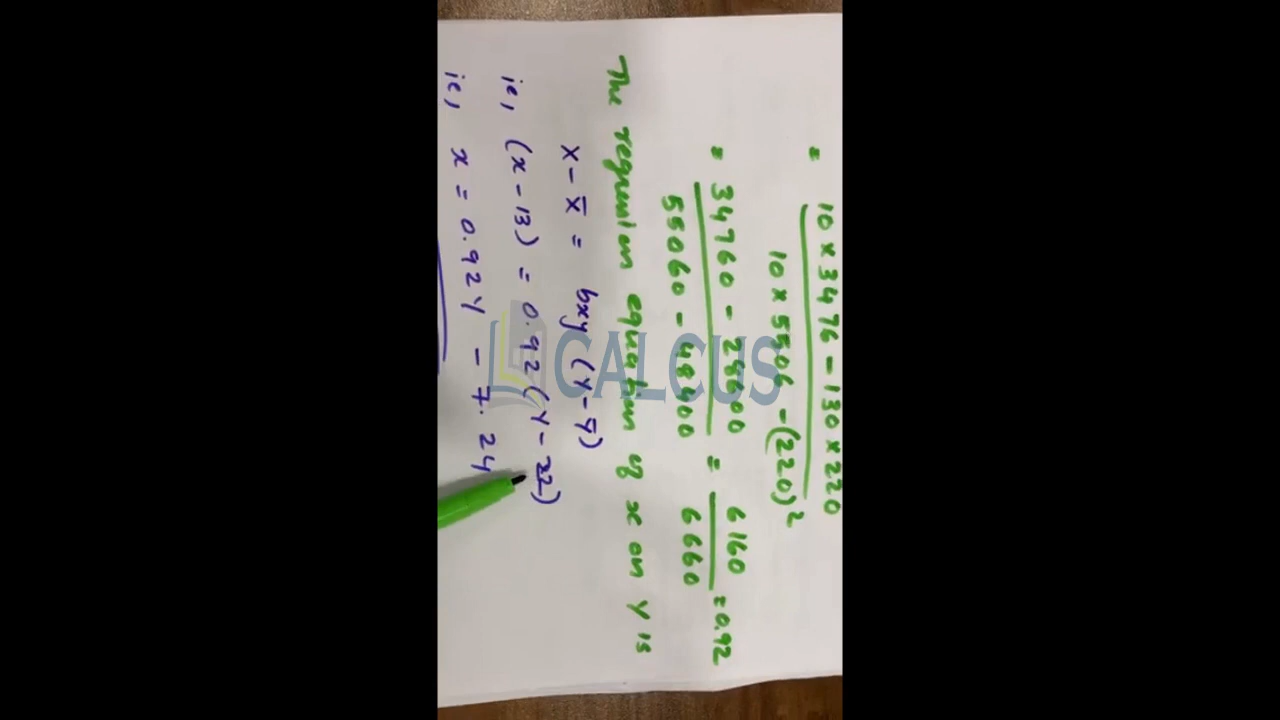 = 10 × 3476 - 130 × 220
10 × 5506 - (220)²
= 34760 - 28600 = 6160 = 0.92
55060 - 48400 6660
The regression equation of x on y is
x - x̄ = bxy (y - ȳ)
ie, (x - 13) = 0.92 (y - 22)
ie, x = 0.92y - 7.24
CALCUS